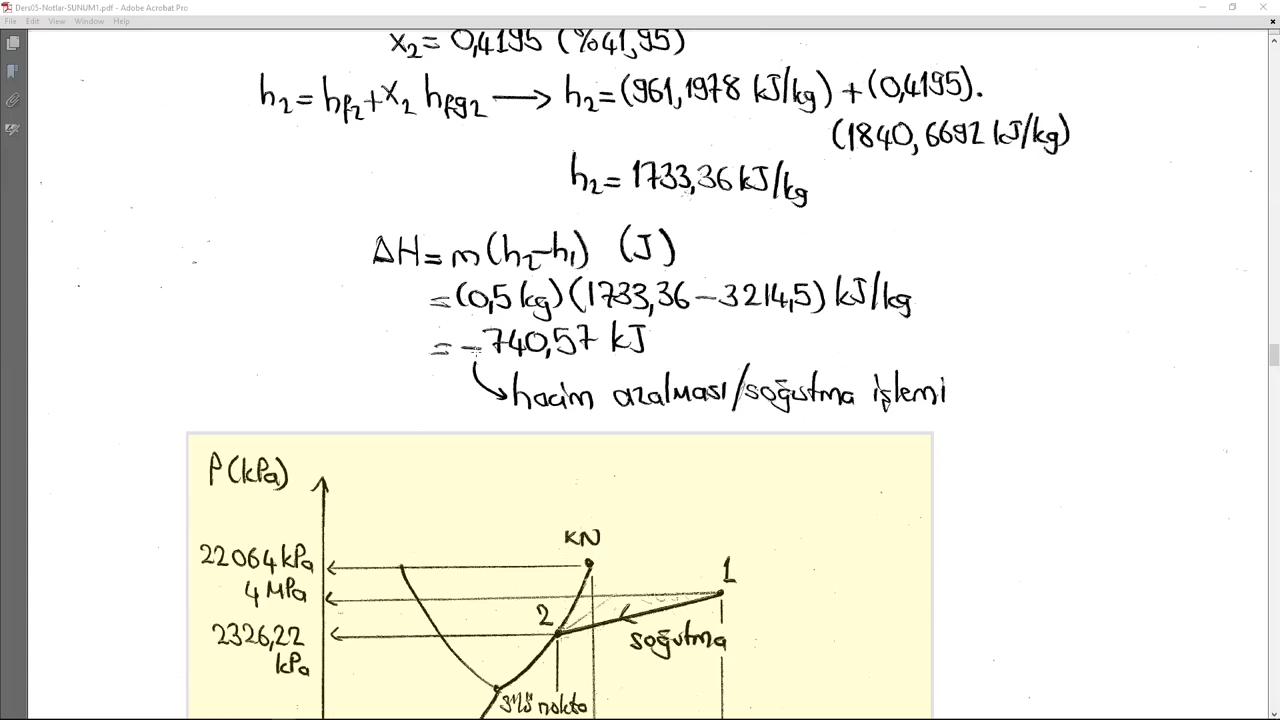 Ders05-Notlar-SUNUM1.pdf - Adobe Acrobat Pro
File Edit View Window Help
x₂= 0,4195 (%41,95)
h₂= hf₂+x₂ hfg₂ → h₂= (961,1978 kJ/kg) + (0,4195).
(1840,6692 kJ/kg)
h₂= 1733,36 kJ/kg
ΔH= m(h₂-h₁) (J)
=(0,5 kg)(1733,36-3214,5) kJ/kg
= -740,57 kJ
hacim azalması/soğutma işlemi
P(kPa)
KN
22064 kPa
1
4 MPa
2
2326,22
kPa
soğutma
nokta